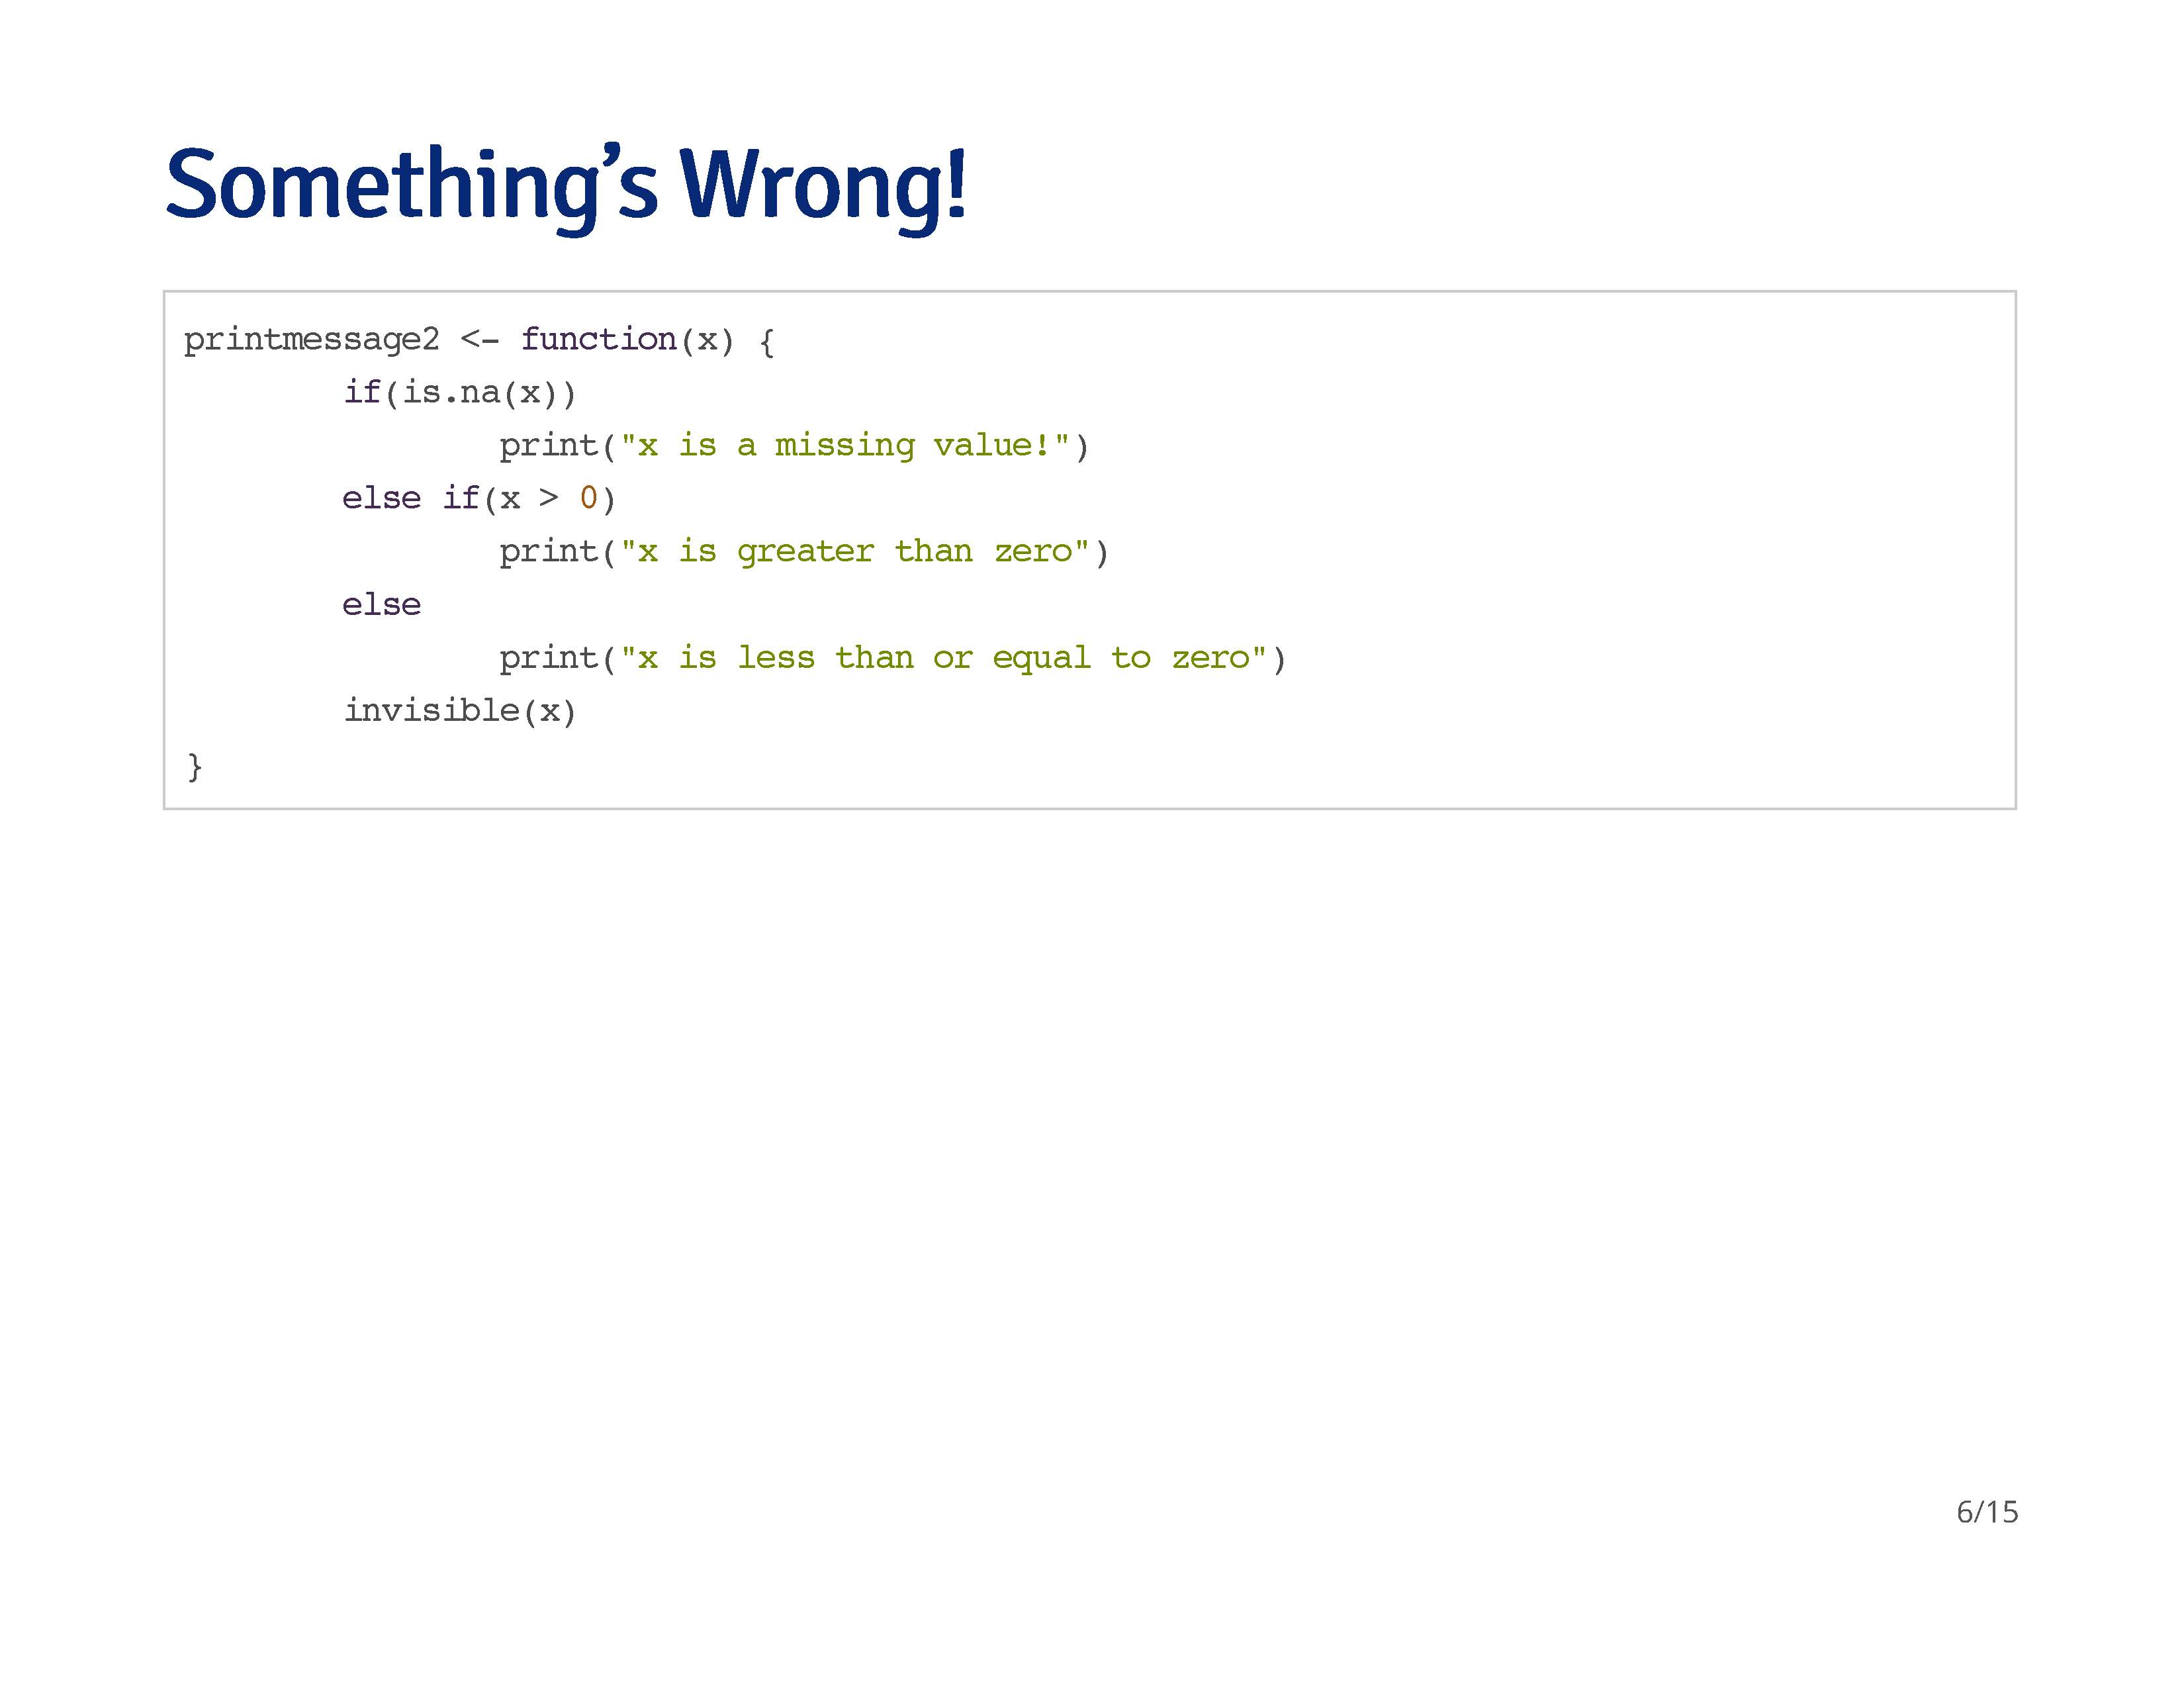 Something’s Wrong!
printmessage2 <- function(x) {
        if(is.na(x))
                print("x is a missing value!")
        else if(x > 0)
                print("x is greater than zero")
        else
                print("x is less than or equal to zero")
        invisible(x)
}
6/15